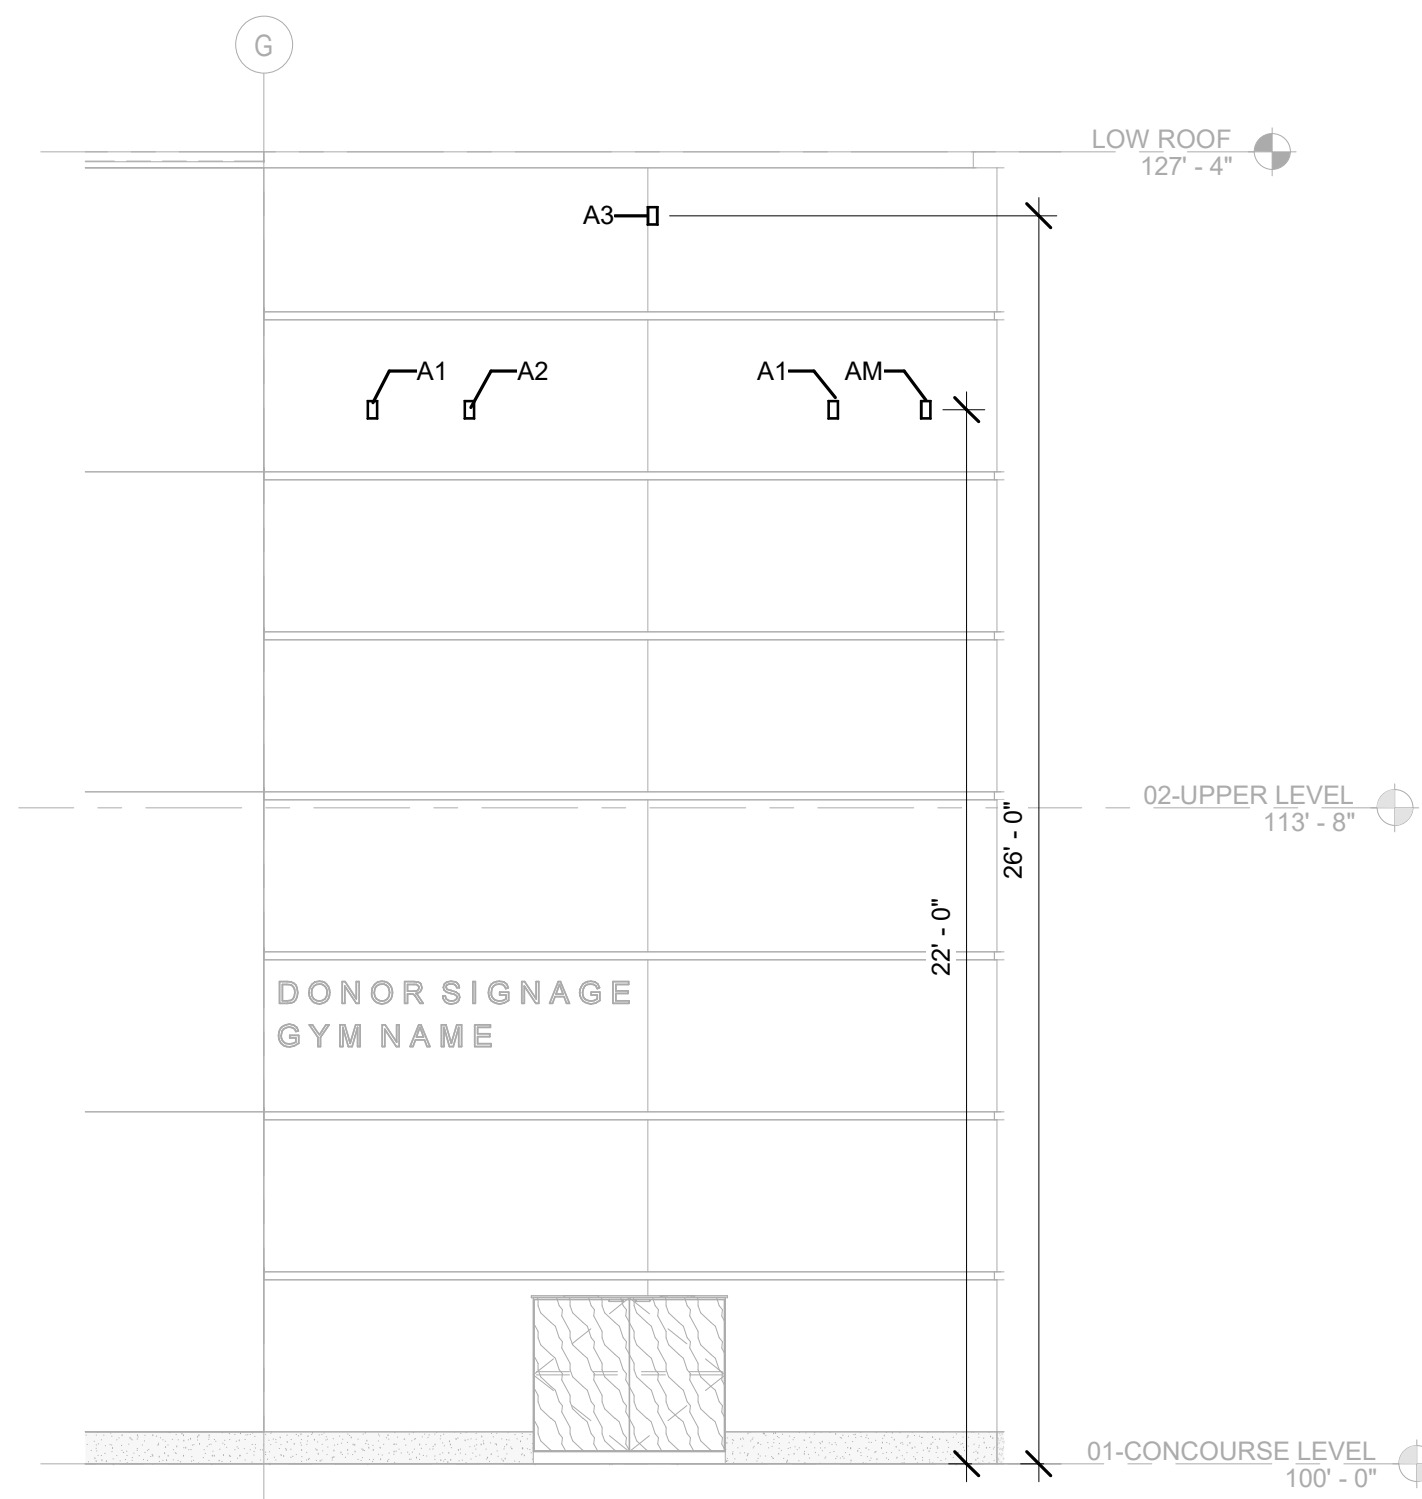 G
LOW ROOF
127' - 4"
A3
A1
A2
A1
AM
02-UPPER LEVEL
113' - 8"
26' - 0"
22' - 0"
DONOR SIGNAGE
GYM NAME
01-CONCOURSE LEVEL
100' - 0"